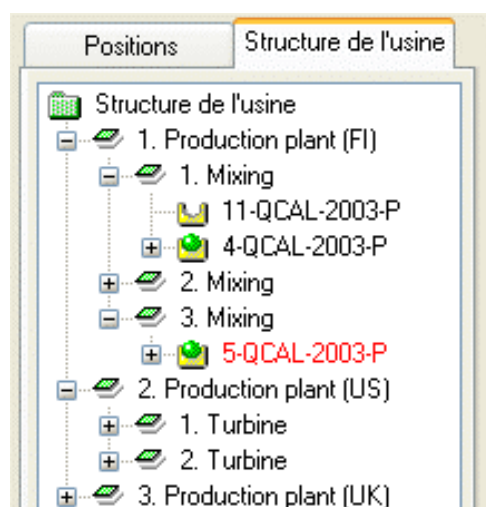 Positions
Structure de l'usine
Structure de l'usine
1. Production plant (FI)
1. Mixing
11-QCAL-2003-P
4-QCAL-2003-P
2. Mixing
3. Mixing
5-QCAL-2003-P
2. Production plant (US)
1. Turbine
2. Turbine
3. Production plant (UK)